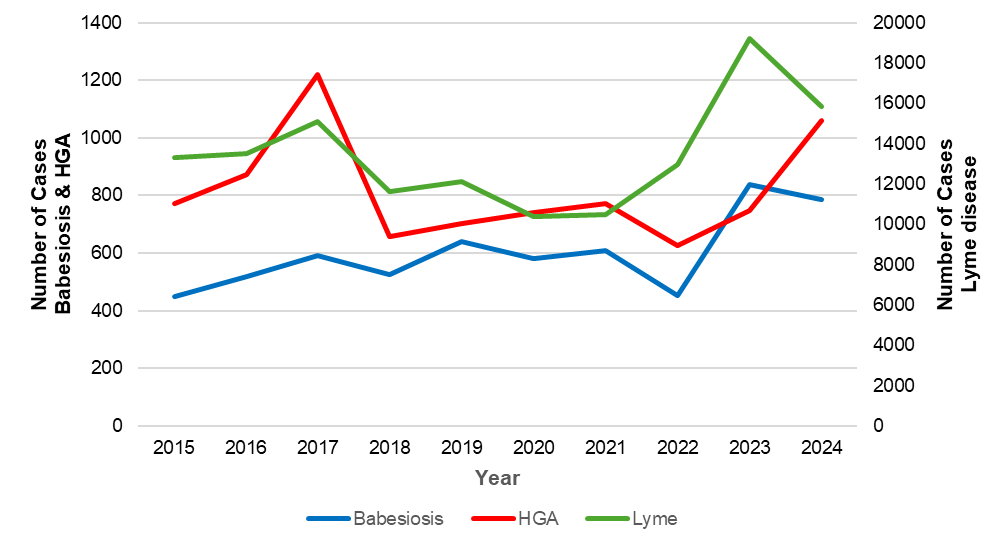 Number of Cases
Babesiosis & HGA
1400
1200
1000
800
600
400
200
0
20000
18000
16000
14000
12000
10000
8000
6000
4000
2000
0
Number of Cases
Lyme disease
2015 2016 2017 2018 2019 2020 2021 2022 2023 2024
Year
Babesiosis HGA Lyme